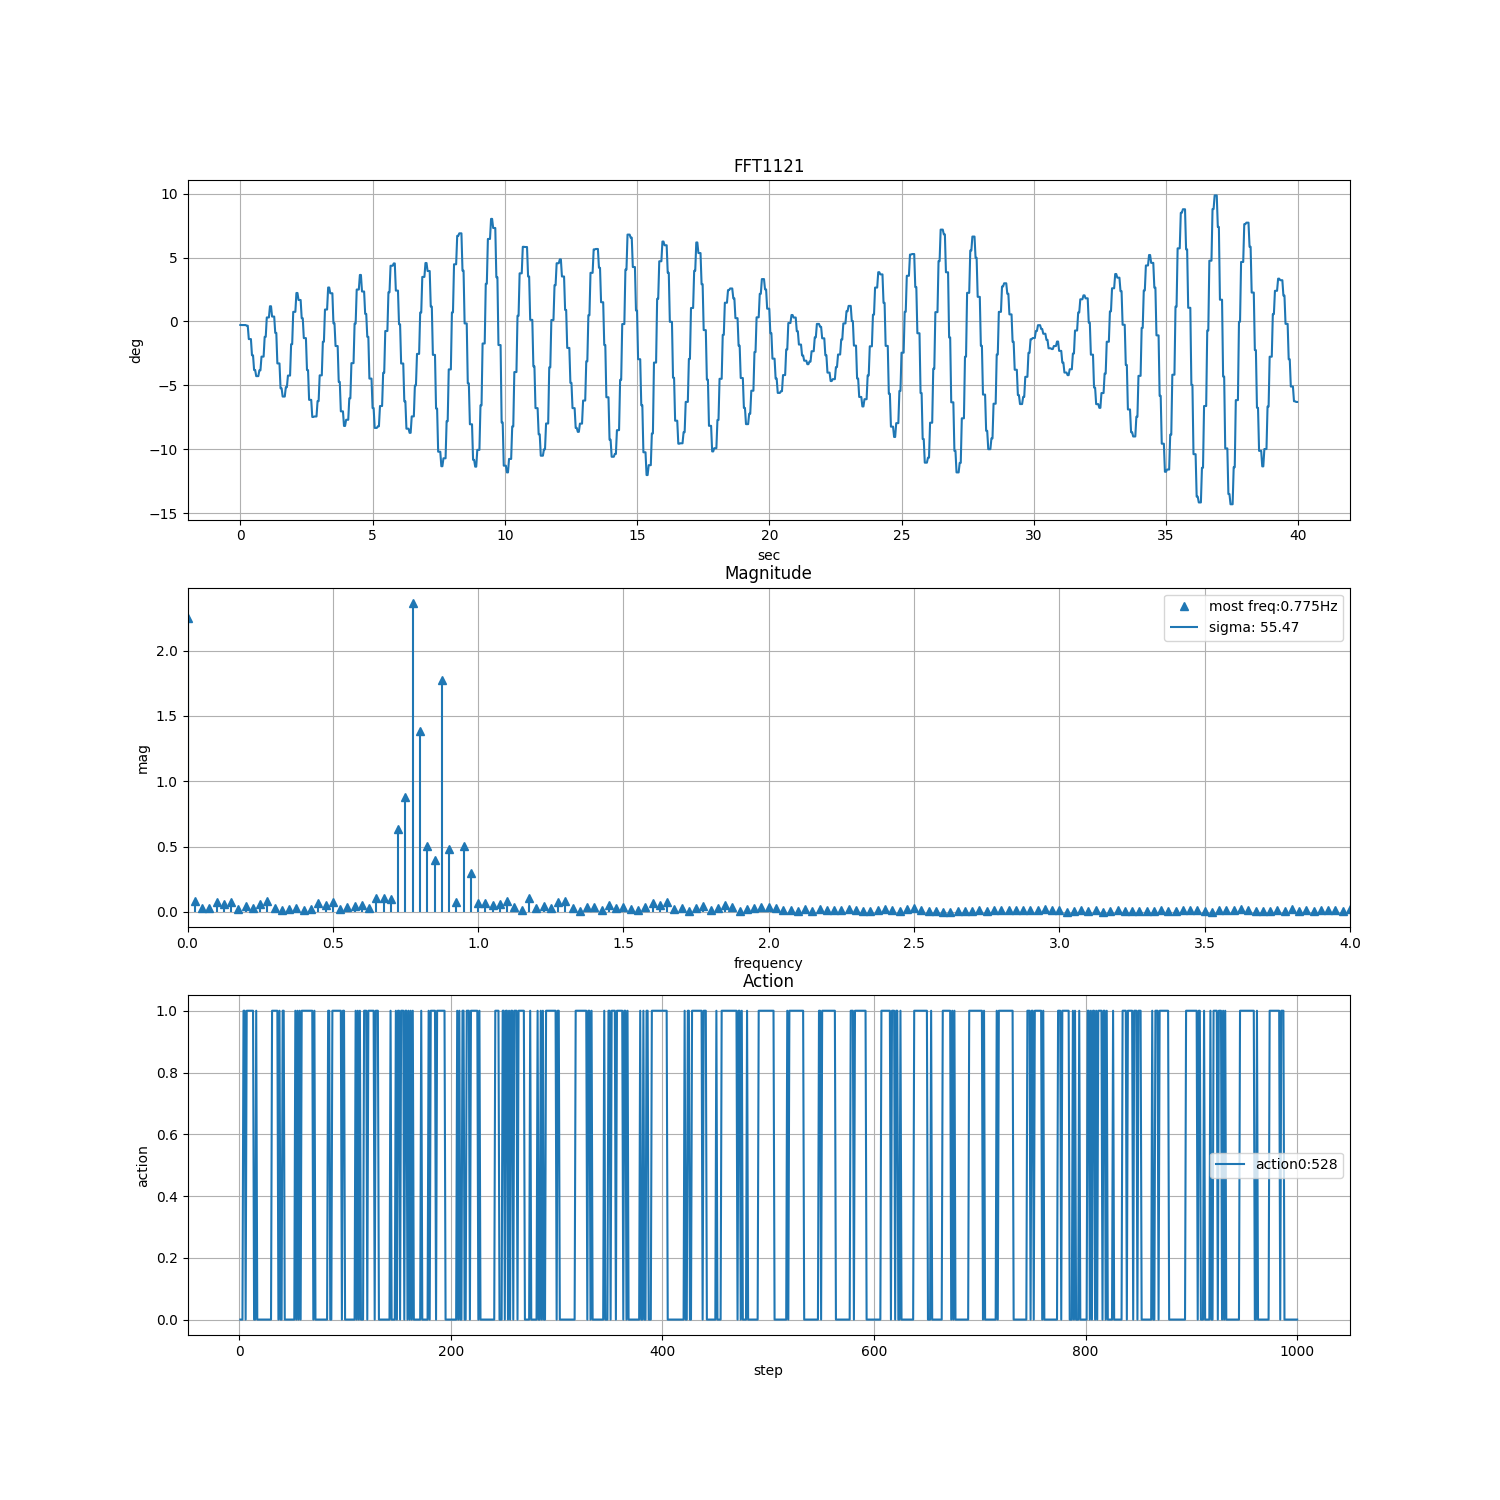 FFT1121
10
5
0
−5
−10
−15
deg
0 5 10 15 20 25 30 35 40
sec
Magnitude
most freq:0.775Hz
sigma: 55.47
2.0
1.5
1.0
0.5
0.0
mag
0.0 0.5 1.0 1.5 2.0 2.5 3.0 3.5 4.0
frequency
Action
1.0
0.8
0.6
0.4
0.2
0.0
action
action0:528
0 200 400 600 800 1000
step